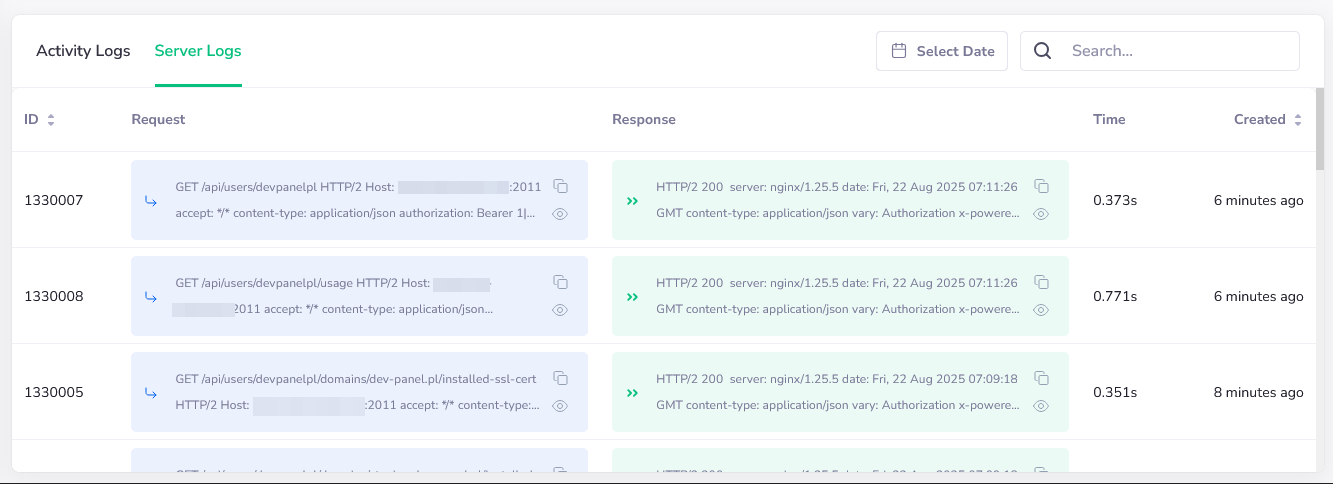 Activity Logs
Server Logs
Select Date
Search...
ID
Request
Response
Time
Created
1330007
GET /api/users/devpanelpl HTTP/2 Host: :2011
accept: */* content-type: application/json authorization: Bearer 1|...
HTTP/2 200 server: nginx/1.25.5 date: Fri, 22 Aug 2025 07:11:26
GMT content-type: application/json vary: Authorization x-powere...
0.373s
6 minutes ago
1330008
GET /api/users/devpanelpl/usage HTTP/2 Host:
2011 accept: */* content-type: application/json...
HTTP/2 200 server: nginx/1.25.5 date: Fri, 22 Aug 2025 07:11:26
GMT content-type: application/json vary: Authorization x-powere...
0.771s
6 minutes ago
1330005
GET /api/users/devpanelpl/domains/dev-panel.pl/installed-ssl-cert
HTTP/2 Host: :2011 accept: */* content-type:...
HTTP/2 200 server: nginx/1.25.5 date: Fri, 22 Aug 2025 07:09:18
GMT content-type: application/json vary: Authorization x-powere...
0.351s
8 minutes ago